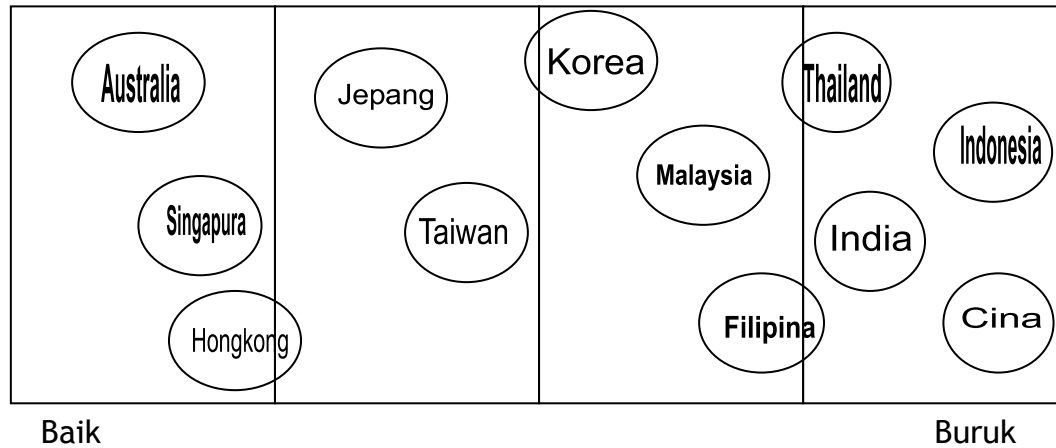 Australia
Jepang
Korea
Thailand
Indonesia
Malaysia
Singapura
Taiwan
India
Hongkong
Filipina
Cina
Baik
Buruk